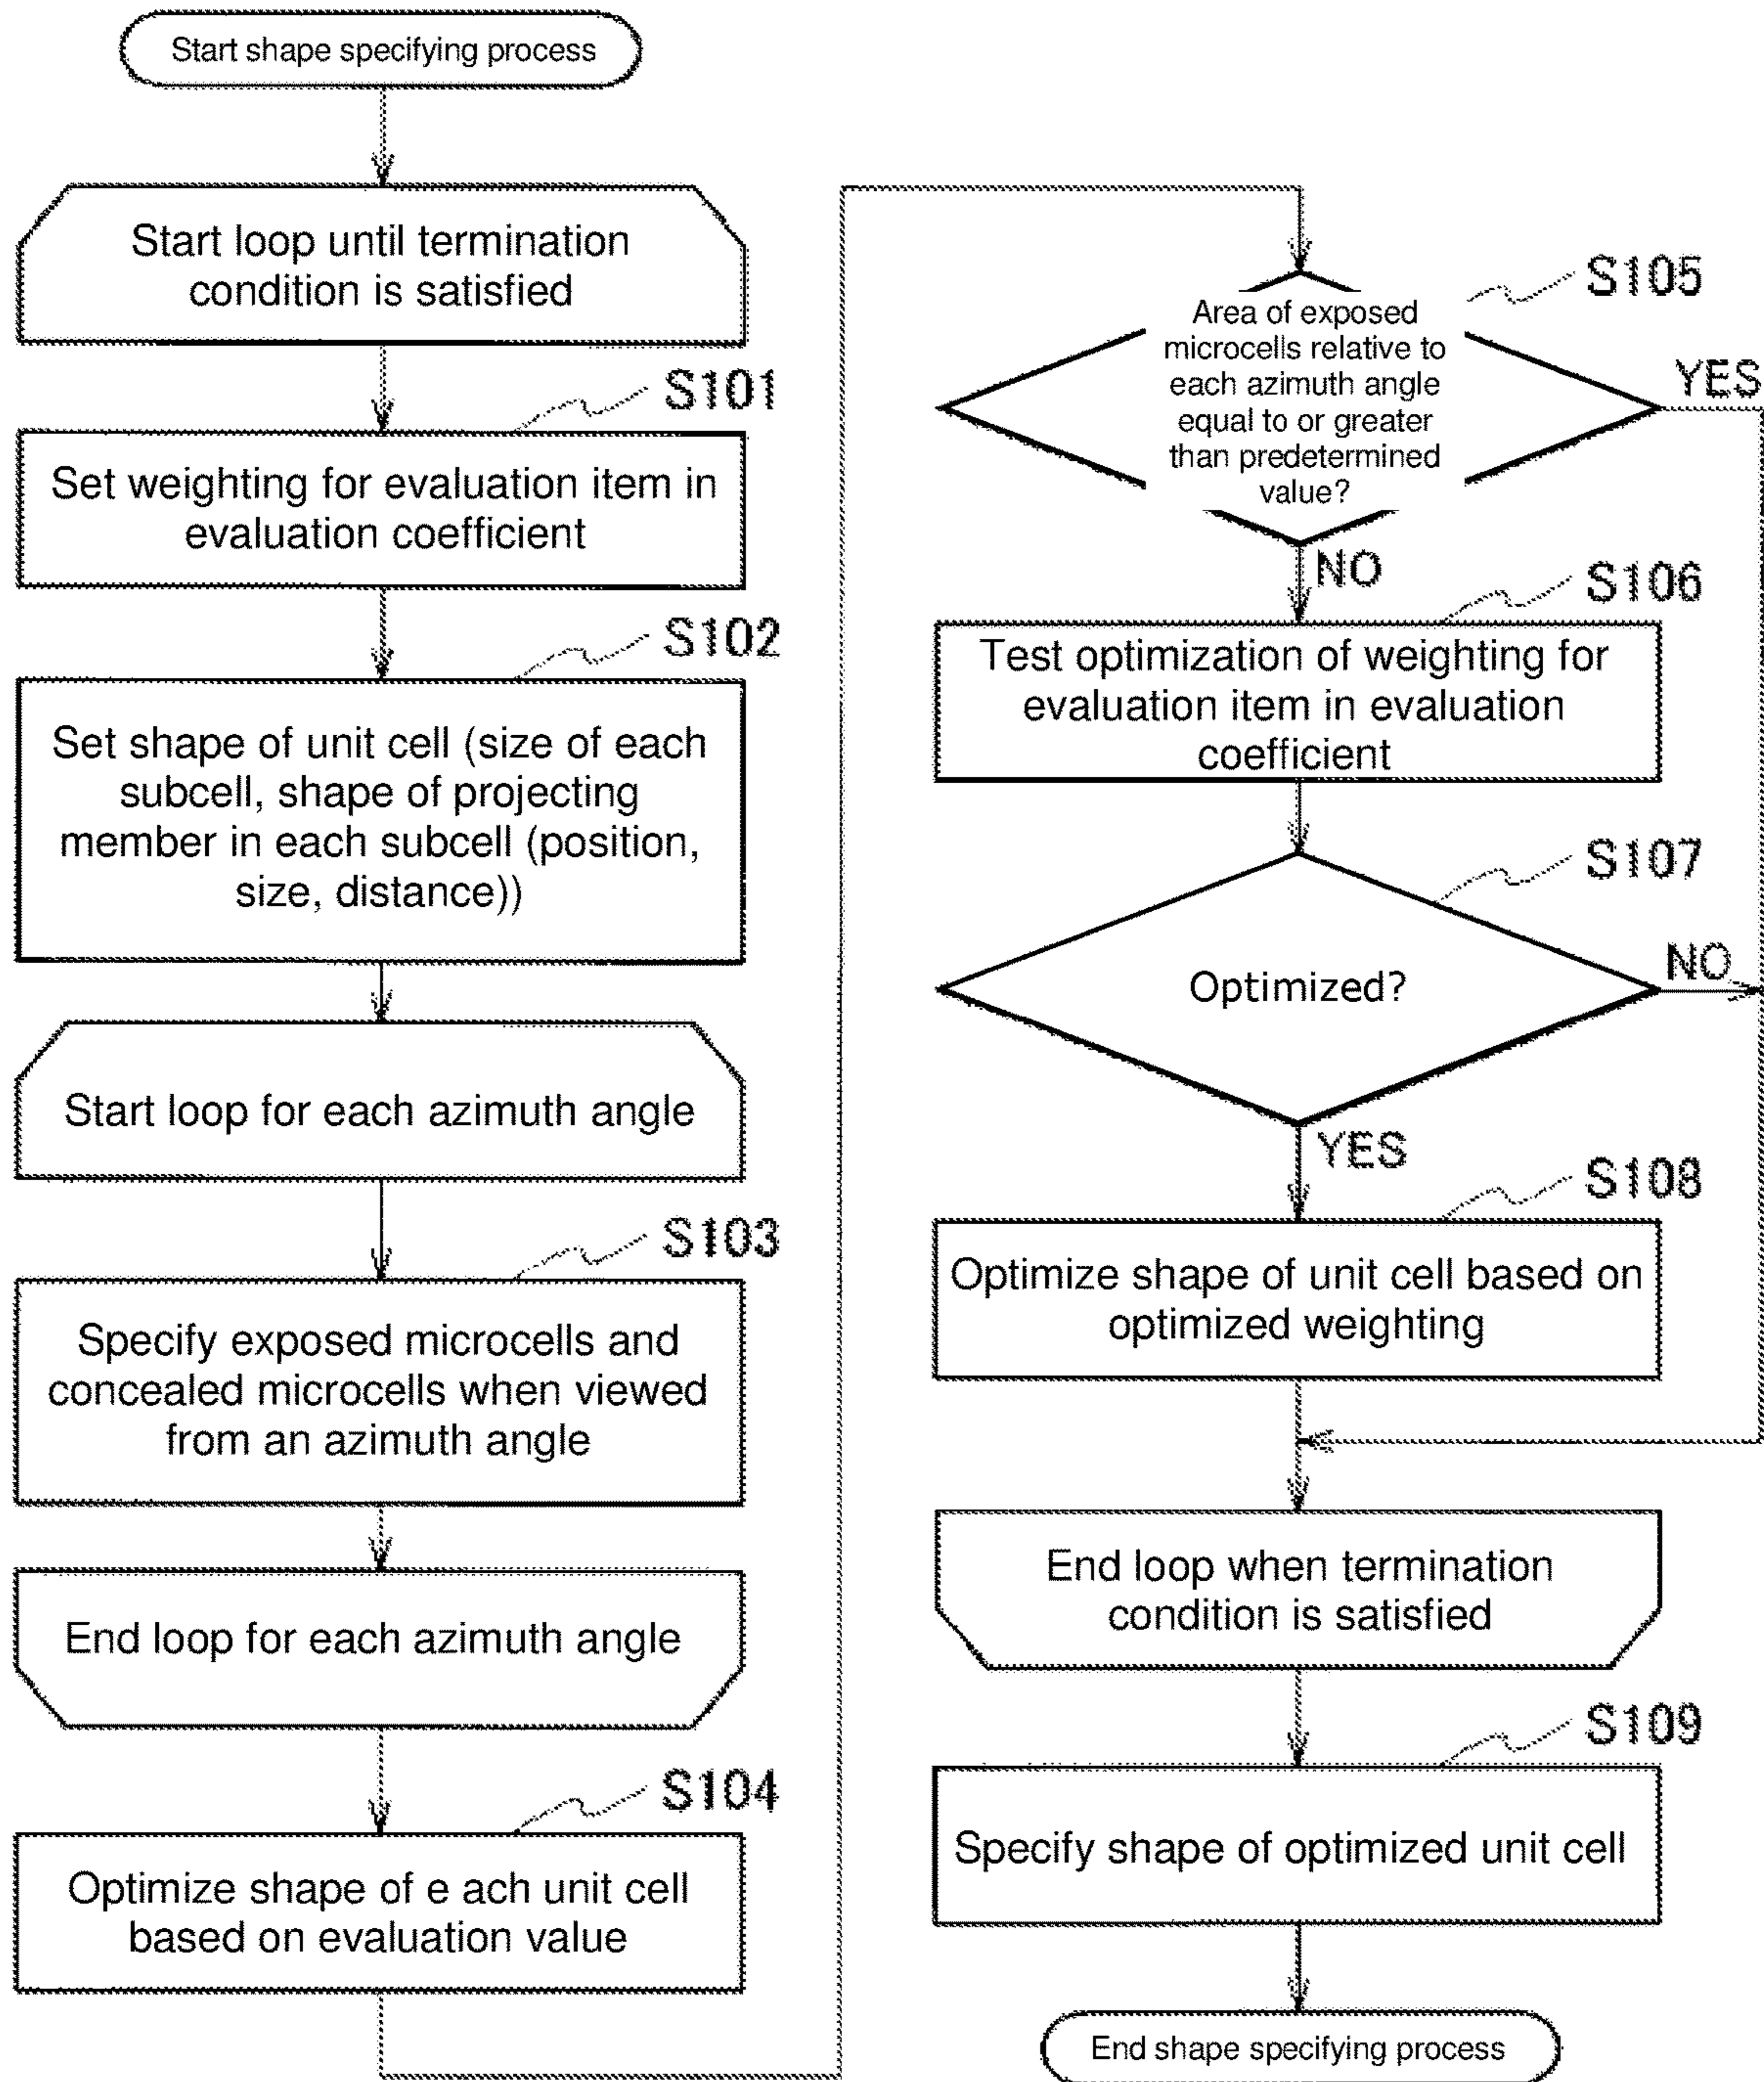 Start shape specifying process
Start loop until termination
condition is satisfied
S101
Set weighting for evaluation item in
evaluation coefficient
S102
Set shape of unit cell (size of each
subcell, shape of projecting
member in each subcell (position,
size, distance))
Start loop for each azimuth angle
S103
Specify exposed microcells and
concealed microcells when viewed
from an azimuth angle
End loop for each azimuth angle
S104
Optimize shape of e ach unit cell
based on evaluation value
S105
Area of exposed
microcells relative to
each azimuth angle
equal to or greater
than predetermined
value?
YES
NO
S106
Test optimization of weighting for
evaluation item in evaluation
coefficient
S107
Optimized?
NO
YES
S108
Optimize shape of unit cell based on
optimized weighting
End loop when termination
condition is satisfied
S109
Specify shape of optimized unit cell
End shape specifying process